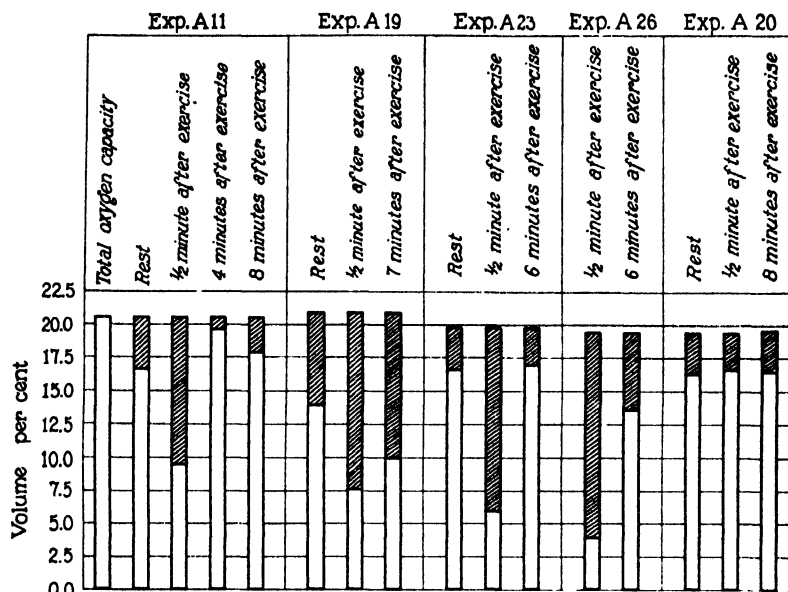 Exp. A 11 Exp. A 19 Exp. A 23 Exp. A 26 Exp. A 20
Total oxygen capacity
Rest
½ minute after exercise
4 minutes after exercise
8 minutes after exercise
Rest
½ minute after exercise
7 minutes after exercise
Rest
½ minute after exercise
6 minutes after exercise
½ minute after exercise
6 minutes after exercise
Rest
½ minute after exercise
8 minutes after exercise
Volume per cent
22.5
20.0
17.5
15.0
12.5
10.0
7.5
5.0
2.5
0.0